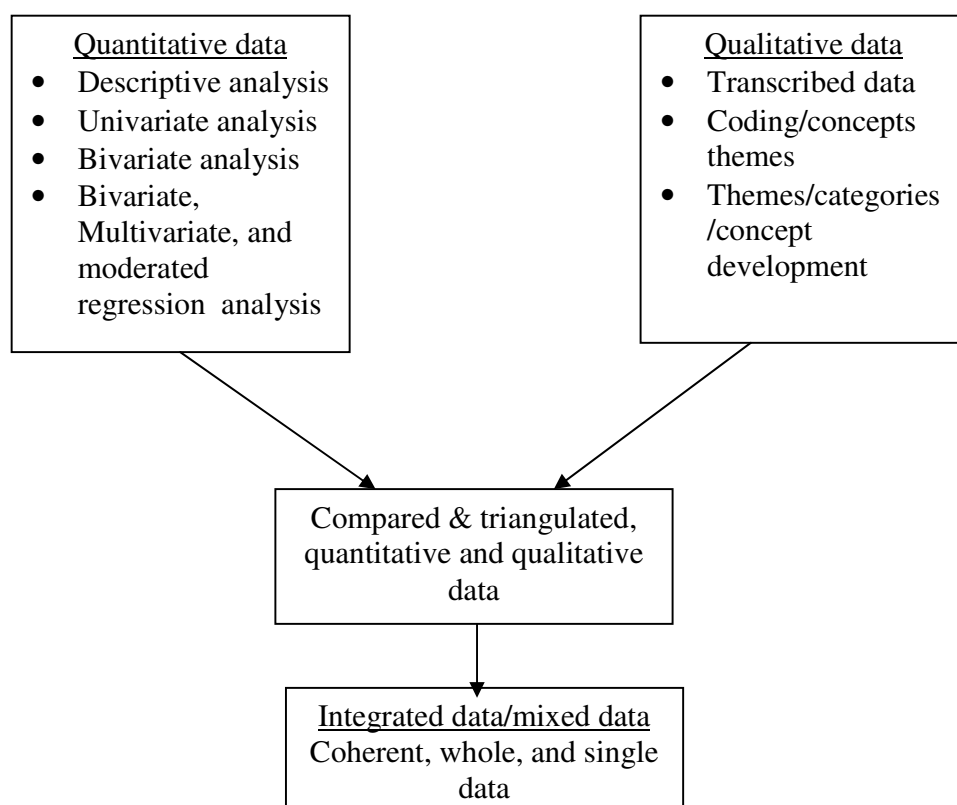 Quantitative data
• Descriptive analysis
• Univariate analysis
• Bivariate analysis
• Bivariate,
Multivariate, and
moderated
regression analysis
Qualitative data
• Transcribed data
• Coding/concepts
themes
• Themes/categories
/concept
development
Compared & triangulated,
quantitative and qualitative
data
Integrated data/mixed data
Coherent, whole, and single
data